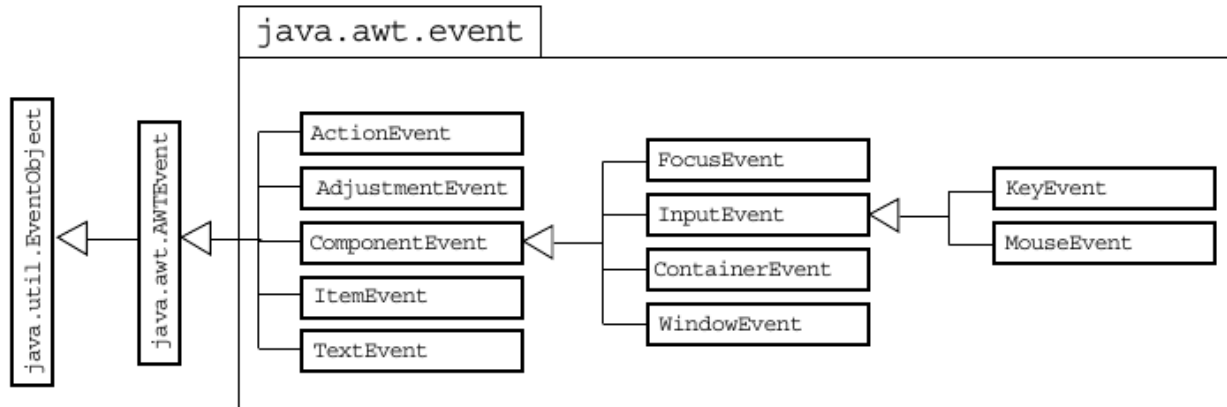 java.awt.event
java.util.EventObject
java.awt.AWTEvent
ActionEvent
AdjustmentEvent
ComponentEvent
ItemEvent
TextEvent
FocusEvent
InputEvent
ContainerEvent
WindowEvent
KeyEvent
MouseEvent